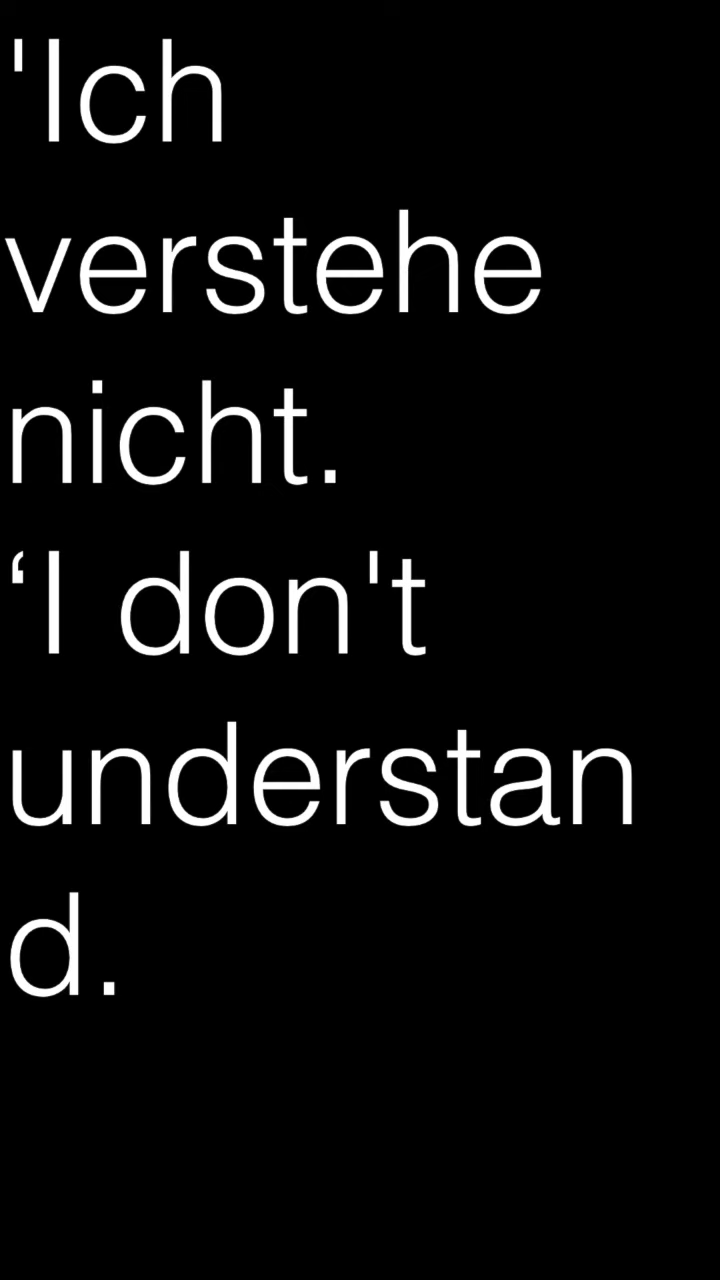 'Ich
verstehe
nicht.
‘I don't
understan
d.